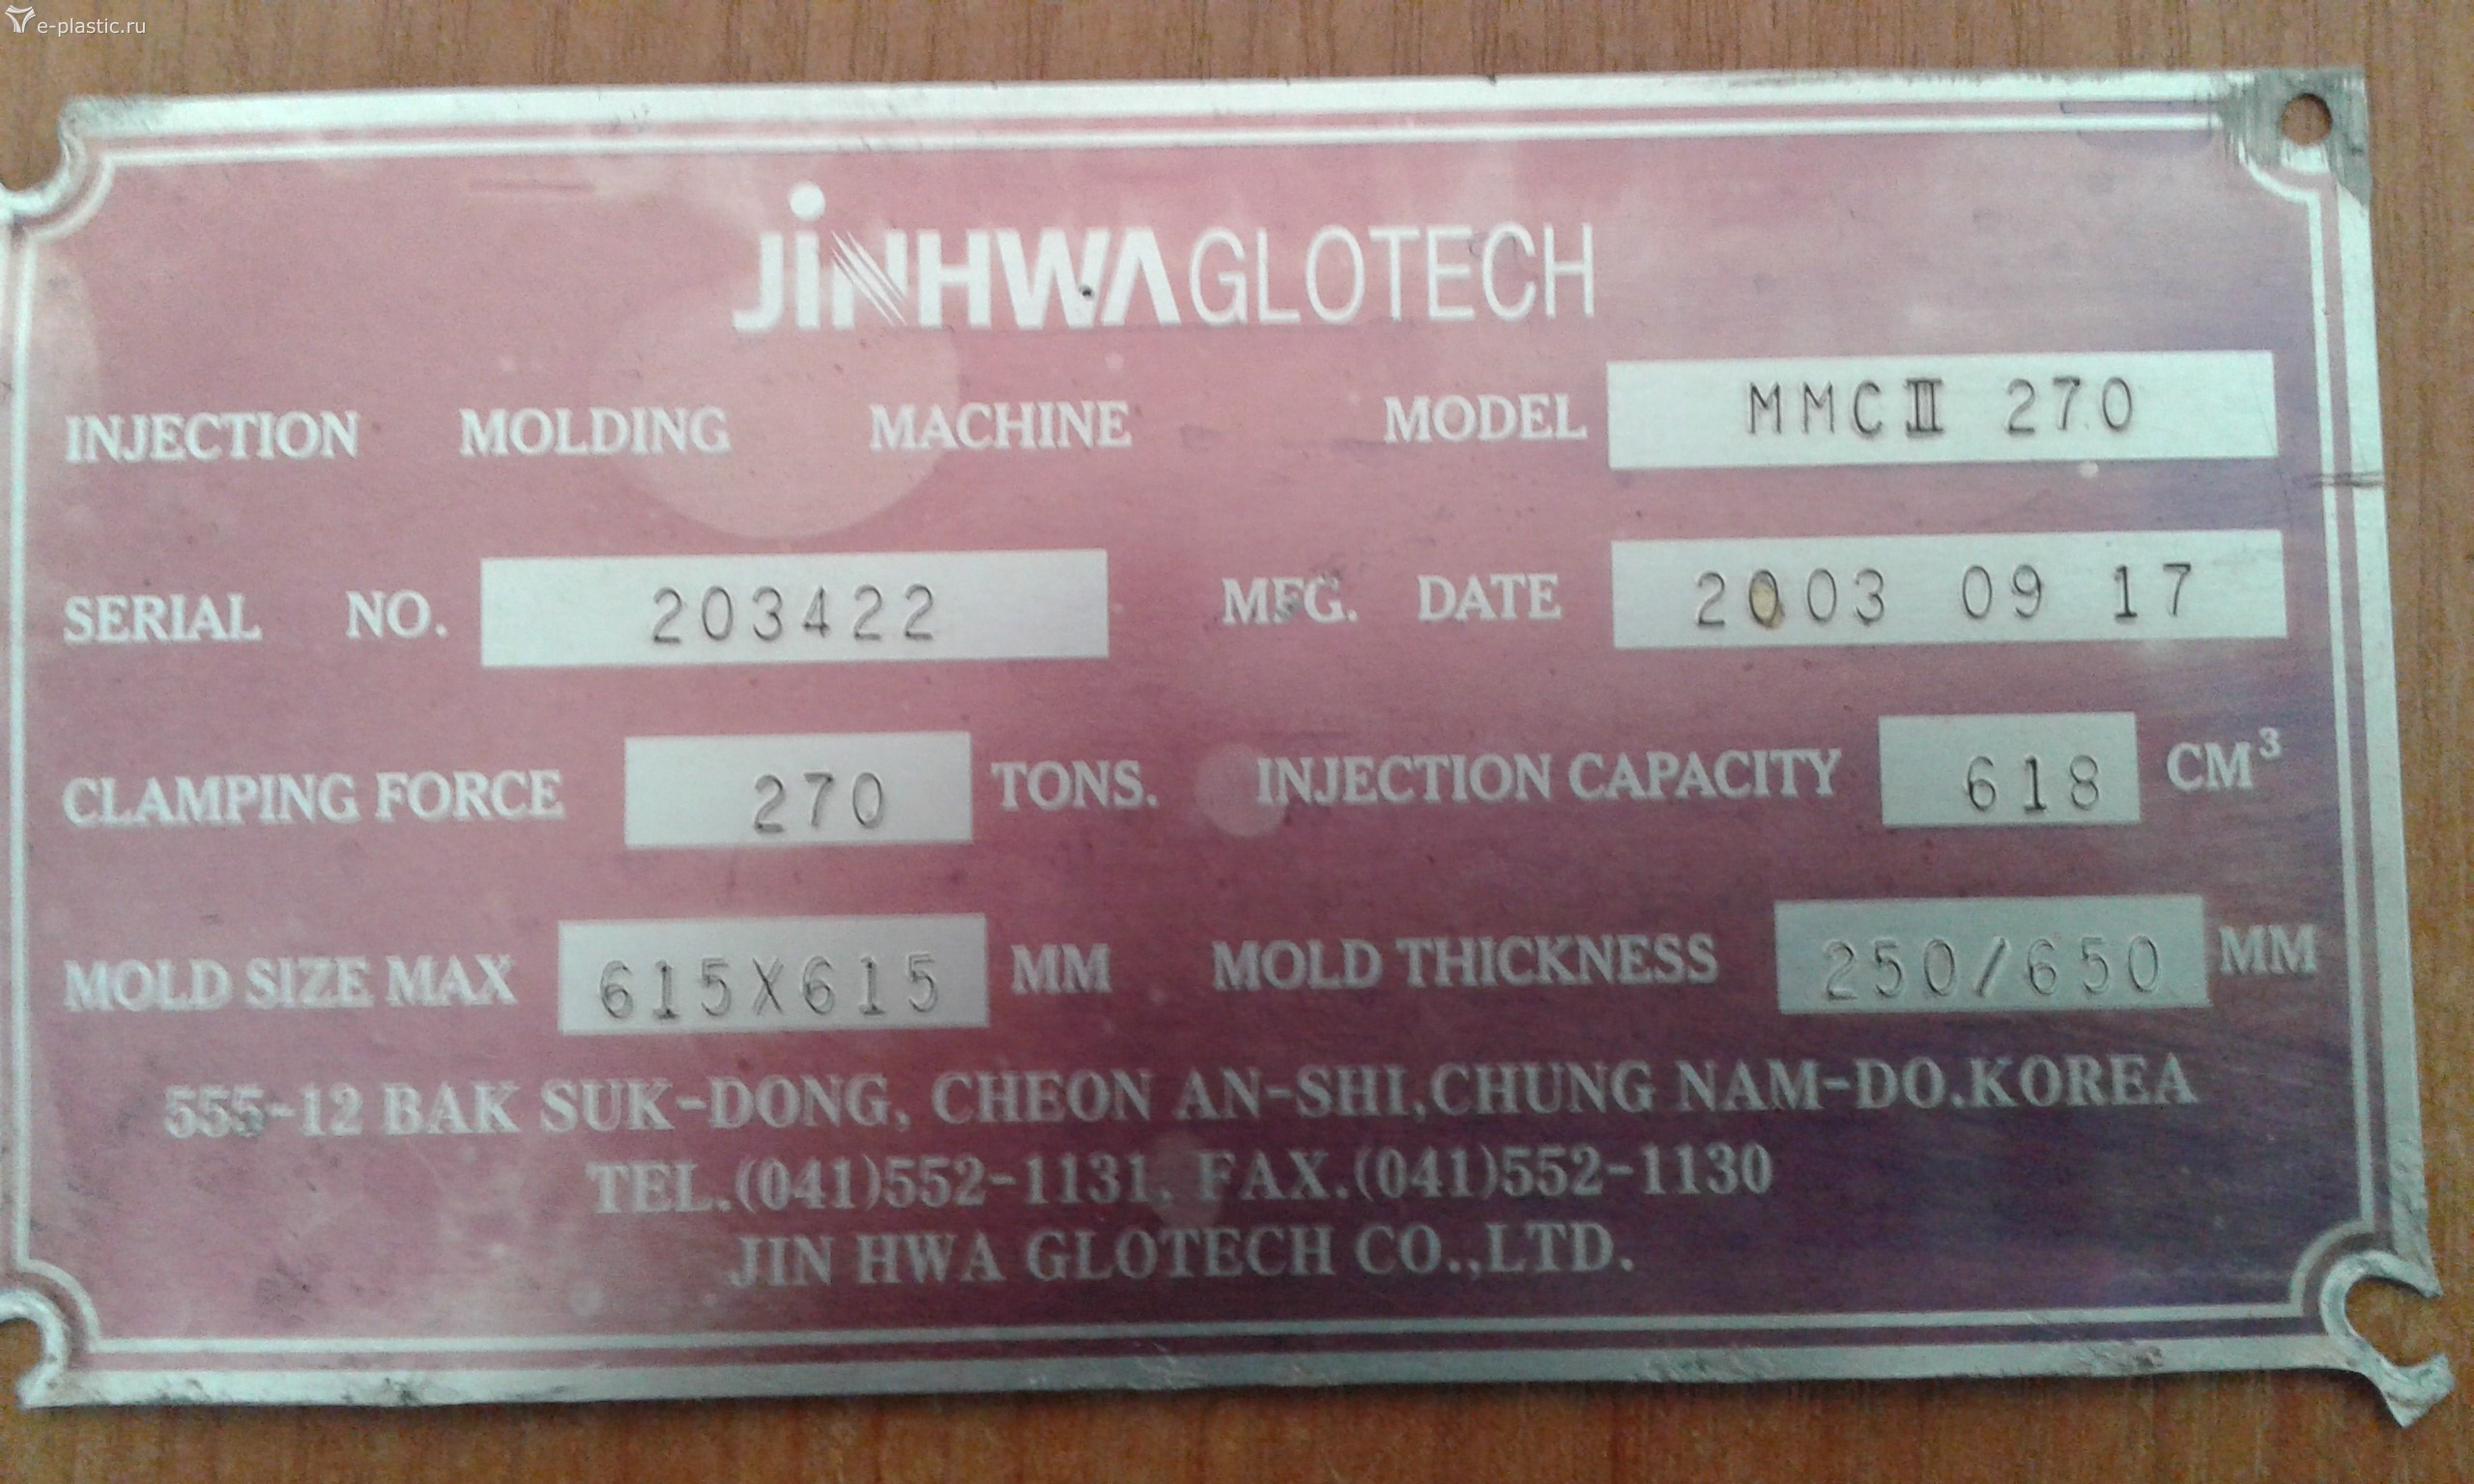 e-plastic.ru
JINHWA GLOTECH
INJECTION MOLDING MACHINE MODEL MMCⅢ 270
SERIAL NO. 203422 MFG. DATE 2003 09 17
CLAMPING FORCE 270 TONS. INJECTION CAPACITY 618 CM³
MOLD SIZE MAX 615X615 MM MOLD THICKNESS 250/650 MM
555-12 BAK SUK-DONG, CHEON AN-SHI,CHUNG NAM-DO.KOREA
TEL.(041)552-1131, FAX.(041)552-1130
JIN HWA GLOTECH CO.,LTD.